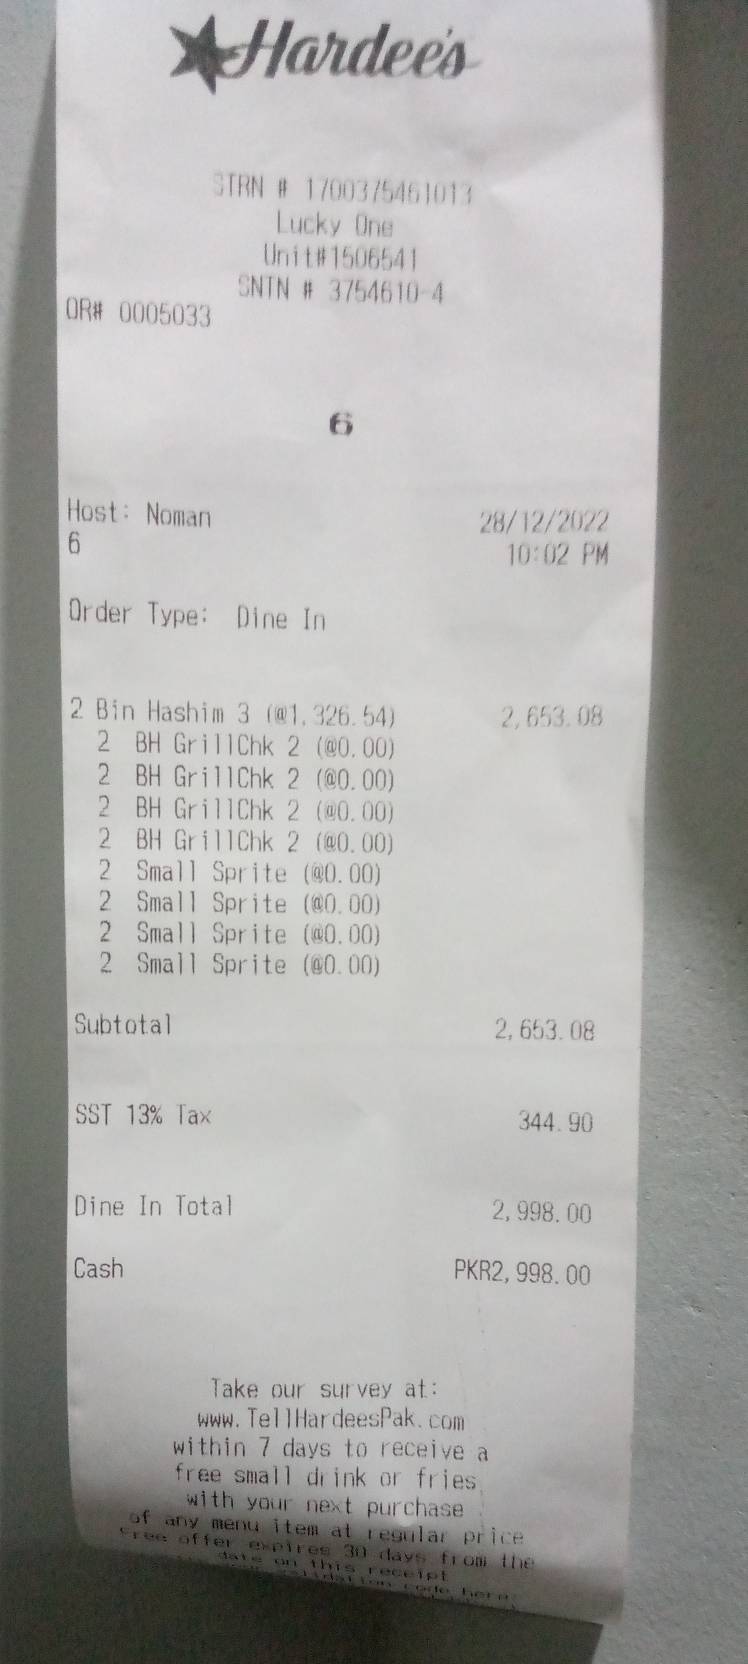 Hardee's
STRN # 1700375461013
Lucky One
Unit#1506541
SNTN # 3754610-4
OR# 0005033
6
Host: Noman 28/12/2022
6 10:02 PM
Order Type: Dine In
2 Bin Hashim 3 (@1,326.54) 2,653.08
2 BH GrillChk 2 (@0.00)
2 BH GrillChk 2 (@0.00)
2 BH GrillChk 2 (@0.00)
2 BH GrillChk 2 (@0.00)
2 Small Sprite (@0.00)
2 Small Sprite (@0.00)
2 Small Sprite (@0.00)
2 Small Sprite (@0.00)
Subtotal 2,653.08
SST 13% Tax 344.90
Dine In Total 2,998.00
Cash PKR2,998.00
Take our survey at:
www.TellHardeesPak.com
within 7 days to receive a
free small drink or fries
with your next purchase
of any menu item at regular price
Free offer expires 30 days from the
date on this receipt
validation code here: